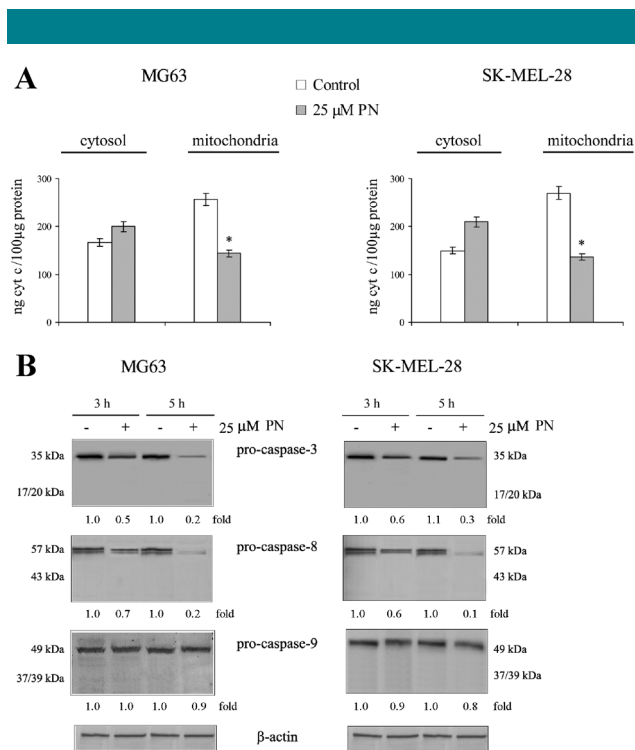 A
MG63
Control
25 μM PN
SK-MEL-28
cytosol
mitochondria
cytosol
mitochondria
ng cyt c/100μg protein
300
200
100
0
*
ng cyt c/100μg protein
300
200
100
0
*
B
MG63
SK-MEL-28
3 h
5 h
3 h
5 h
- + - + 25 μM PN - + - + 25 μM PN
35 kDa
pro-caspase-3
35 kDa
17/20 kDa
17/20 kDa
1.0 0.5 1.0 0.2 fold
1.0 0.6 1.1 0.3 fold
57 kDa
pro-caspase-8
57 kDa
43 kDa
43 kDa
1.0 0.7 1.0 0.2 fold
1.0 0.6 1.0 0.1 fold
49 kDa
pro-caspase-9
49 kDa
37/39 kDa
37/39 kDa
1.0 1.0 1.0 0.9 fold
1.0 0.9 1.0 0.8 fold
β-actin